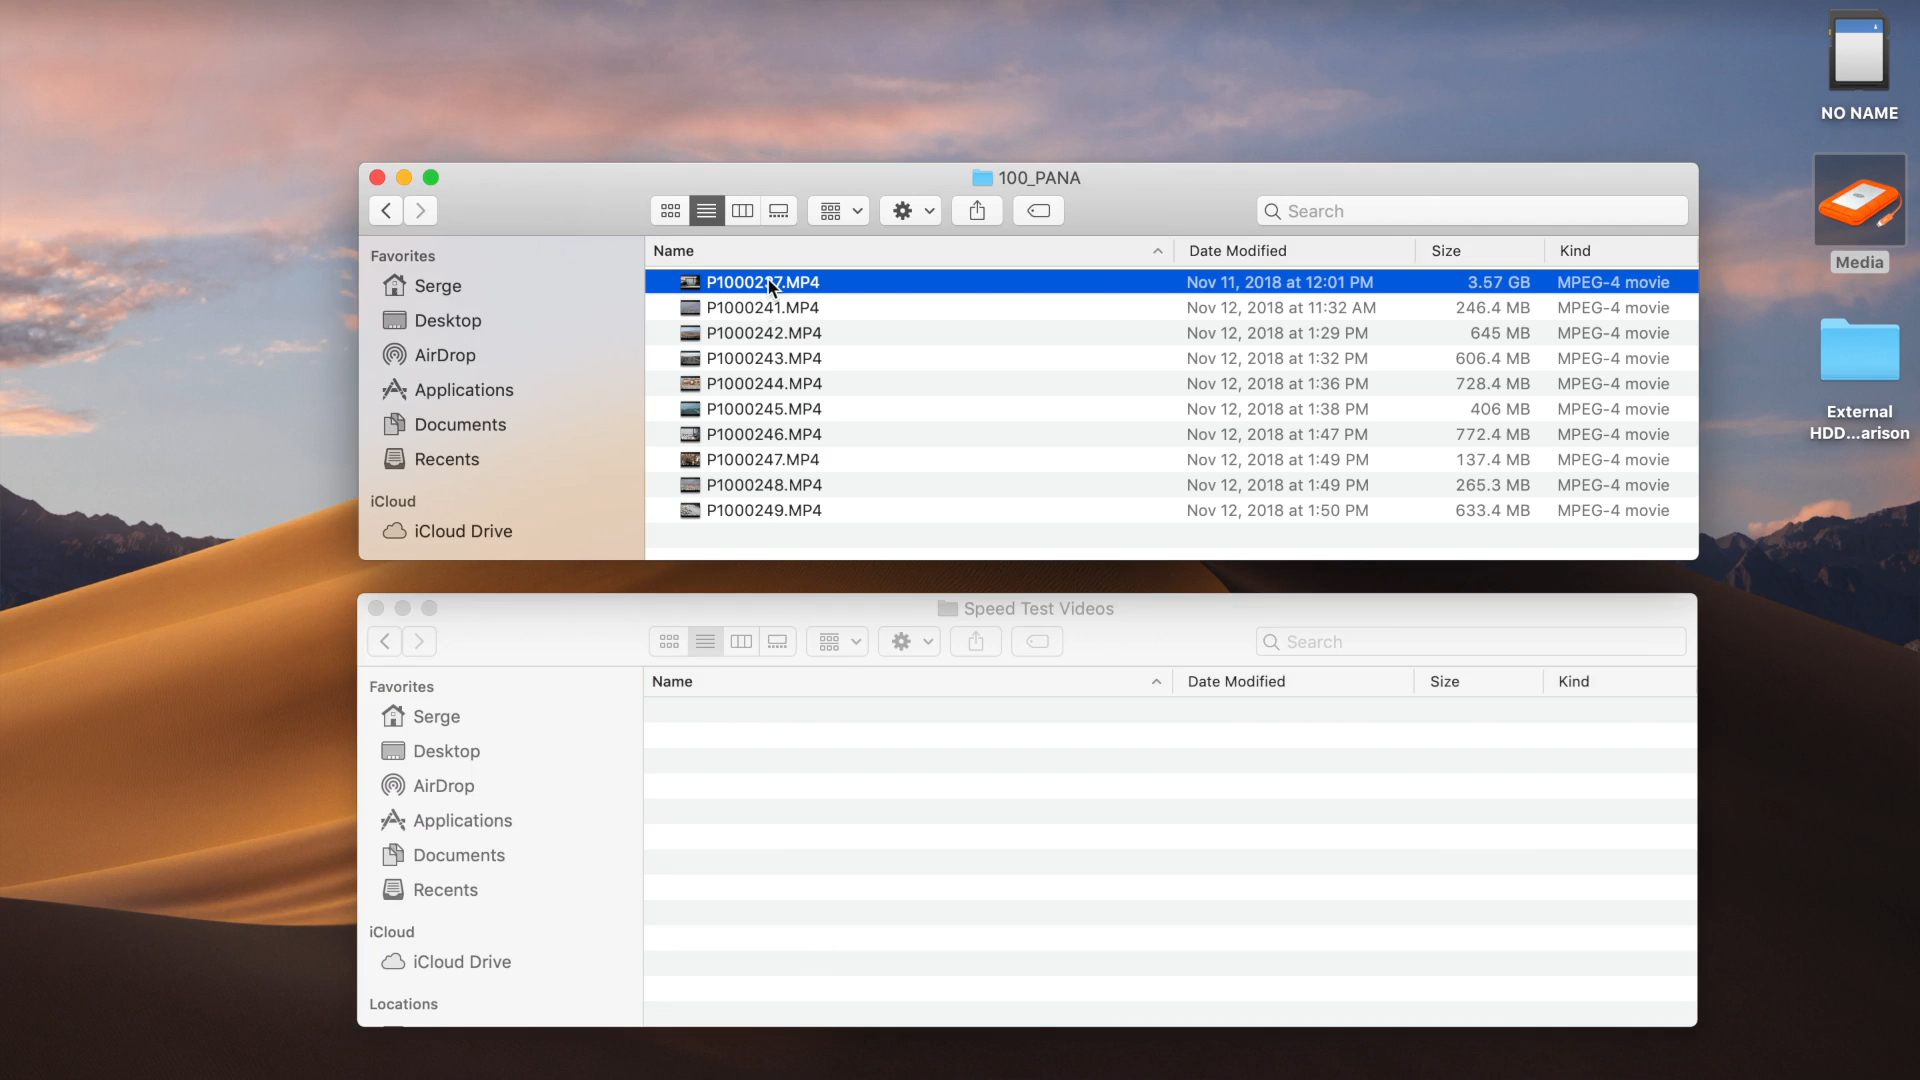 NO NAME
Media
External
HDD...arison
100_PANA
Search
Favorites
Serge
Desktop
AirDrop
Applications
Documents
Recents
iCloud
iCloud Drive
Name Date Modified Size Kind
P1000237.MP4 Nov 11, 2018 at 12:01 PM 3.57 GB MPEG-4 movie
P1000241.MP4 Nov 12, 2018 at 11:32 AM 246.4 MB MPEG-4 movie
P1000242.MP4 Nov 12, 2018 at 1:29 PM 645 MB MPEG-4 movie
P1000243.MP4 Nov 12, 2018 at 1:32 PM 606.4 MB MPEG-4 movie
P1000244.MP4 Nov 12, 2018 at 1:36 PM 728.4 MB MPEG-4 movie
P1000245.MP4 Nov 12, 2018 at 1:38 PM 406 MB MPEG-4 movie
P1000246.MP4 Nov 12, 2018 at 1:47 PM 772.4 MB MPEG-4 movie
P1000247.MP4 Nov 12, 2018 at 1:49 PM 137.4 MB MPEG-4 movie
P1000248.MP4 Nov 12, 2018 at 1:49 PM 265.3 MB MPEG-4 movie
P1000249.MP4 Nov 12, 2018 at 1:50 PM 633.4 MB MPEG-4 movie
Speed Test Videos
Search
Favorites
Serge
Desktop
AirDrop
Applications
Documents
Recents
iCloud
iCloud Drive
Locations
Name Date Modified Size Kind